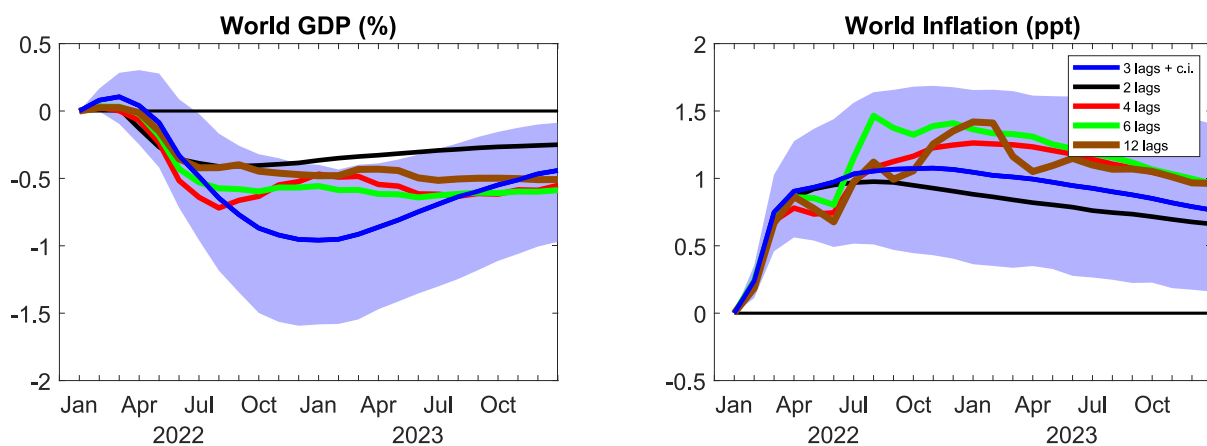 World GDP (%)
0.5
0
-0.5
-1
-1.5
-2
Jan Apr Jul Oct Jan Apr Jul Oct
2022 2023
World Inflation (ppt)
2
1.5
1
0.5
0
-0.5
3 lags + c.i.
2 lags
4 lags
6 lags
12 lags
Jan Apr Jul Oct Jan Apr Jul Oct
2022 2023